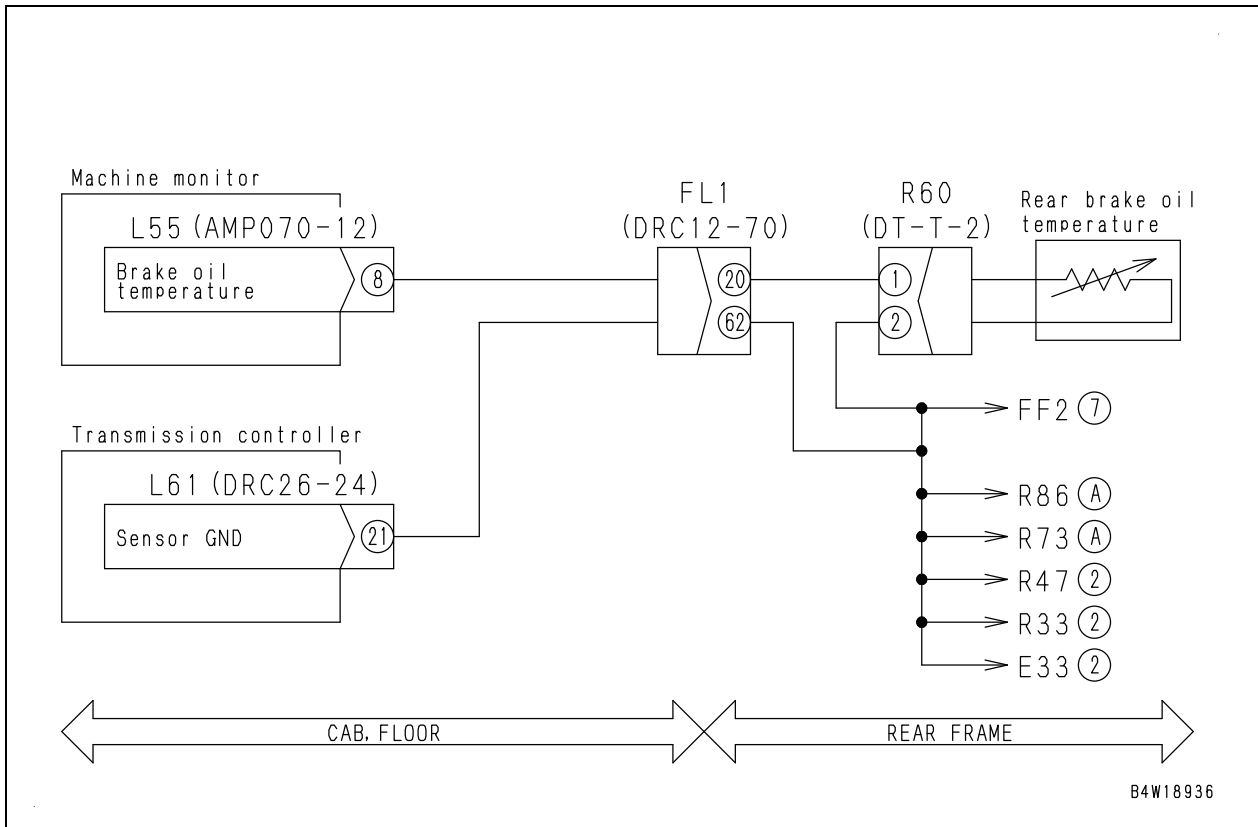 Machine monitor
L55 (AMP070-12)
Brake oil
temperature
8
FL1
(DRC12-70)
20
62
R60
(DT-T-2)
1
2
Rear brake oil
temperature
Transmission controller
L61 (DRC26-24)
Sensor GND
21
FF2 7
R86 A
R73 A
R47 2
R33 2
E33 2
CAB, FLOOR
REAR FRAME
B4W18936